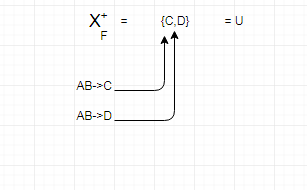 X+F = {C,D} = U
AB->C
AB->D